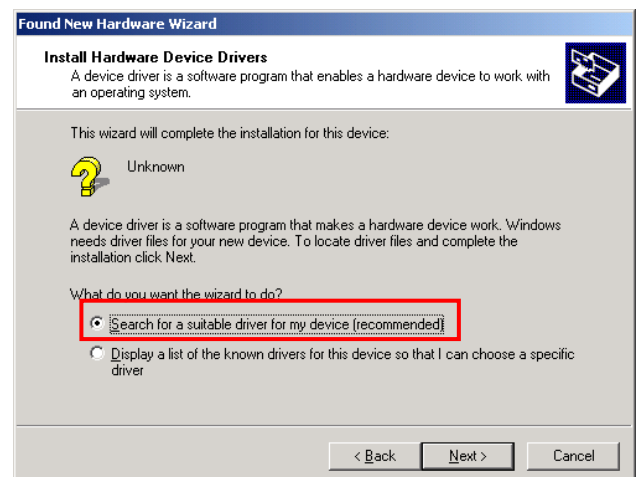 Found New Hardware Wizard
Install Hardware Device Drivers
A device driver is a software program that enables a hardware device to work with
an operating system.
This wizard will complete the installation for this device:
Unknown
A device driver is a software program that makes a hardware device work. Windows
needs driver files for your new device. To locate driver files and complete the
installation click Next.
What do you want the wizard to do?
Search for a suitable driver for my device (recommended)
Display a list of the known drivers for this device so that I can choose a specific
driver
< Back Next > Cancel